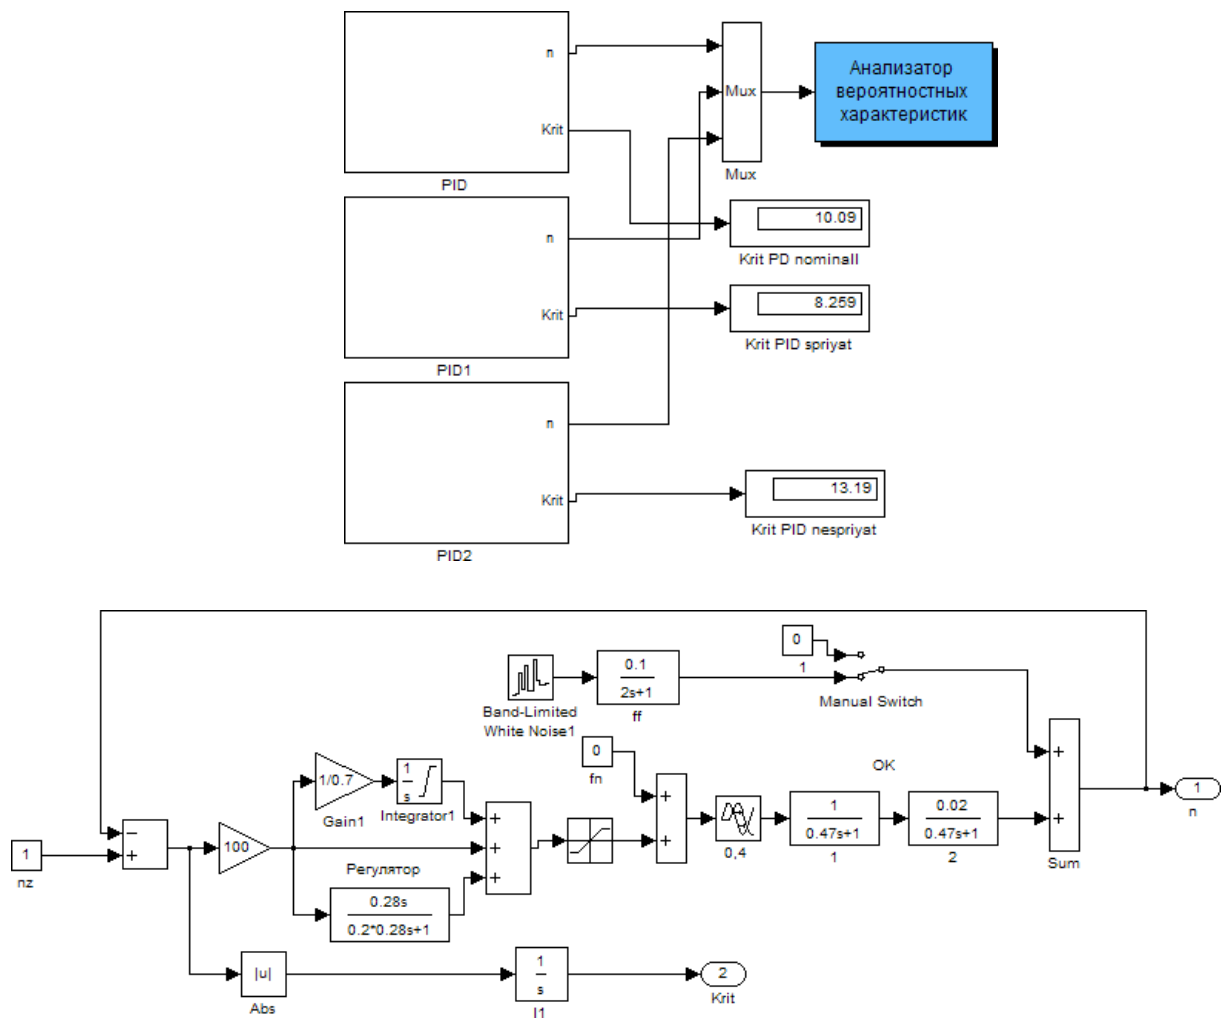 n
Krit
PID
Mux
Mux
Анализатор
вероятностных
характеристик
10.09
Krit PD nominall
n
Krit
PID1
8.259
Krit PID spriyat
n
Krit
PID2
13.19
Krit PID nespriyat
0
1
Manual Switch
Band-Limited
White Noise1
0.1
2s+1
ff
0
fn
1/0.7
Gain1
1
s
Integrator1
OK
1
nz
−
+
100
Регулятор
0.28s
0.2*0.28s+1
+
+
+
+
+
0,4
1
0.47s+1
1
0.02
0.47s+1
2
+
+
Sum
1
n
|u|
Abs
1
s
I1
2
Krit